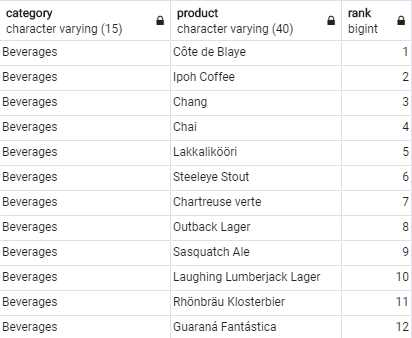 category product rank
character varying (15) character varying (40) bigint
Beverages Côte de Blaye 1
Beverages Ipoh Coffee 2
Beverages Chang 3
Beverages Chai 4
Beverages Lakkalikööri 5
Beverages Steeleye Stout 6
Beverages Chartreuse verte 7
Beverages Outback Lager 8
Beverages Sasquatch Ale 9
Beverages Laughing Lumberjack Lager 10
Beverages Rhönbräu Klosterbier 11
Beverages Guaraná Fantástica 12